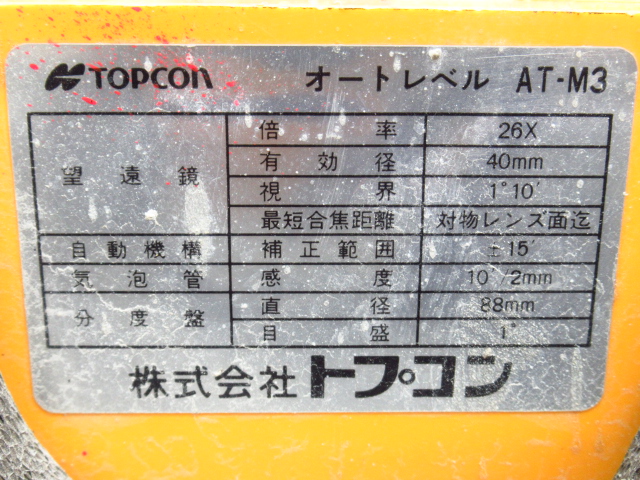 TOPCON オートレベル AT-M3
望遠鏡 倍率 26X
有効径 40mm
視界 1°10′
最短合焦距離 対物レンズ面迄
自動機構 補正範囲 ±15′
気泡管 感度 10′/2mm
分度盤 直径 88mm
目盛 1°
株式会社トプコン